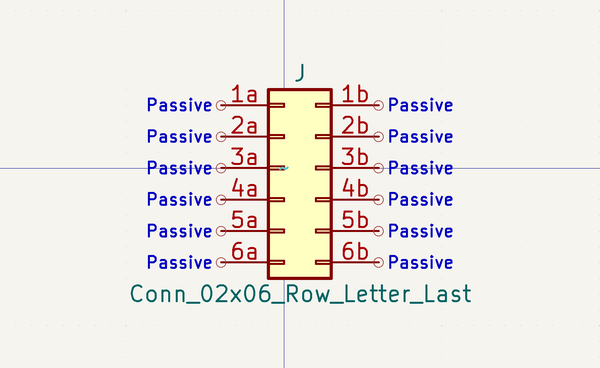 J
Passive 1a 1b Passive
Passive 2a 2b Passive
Passive 3a 3b Passive
Passive 4a 4b Passive
Passive 5a 5b Passive
Passive 6a 6b Passive
Conn_02x06_Row_Letter_Last